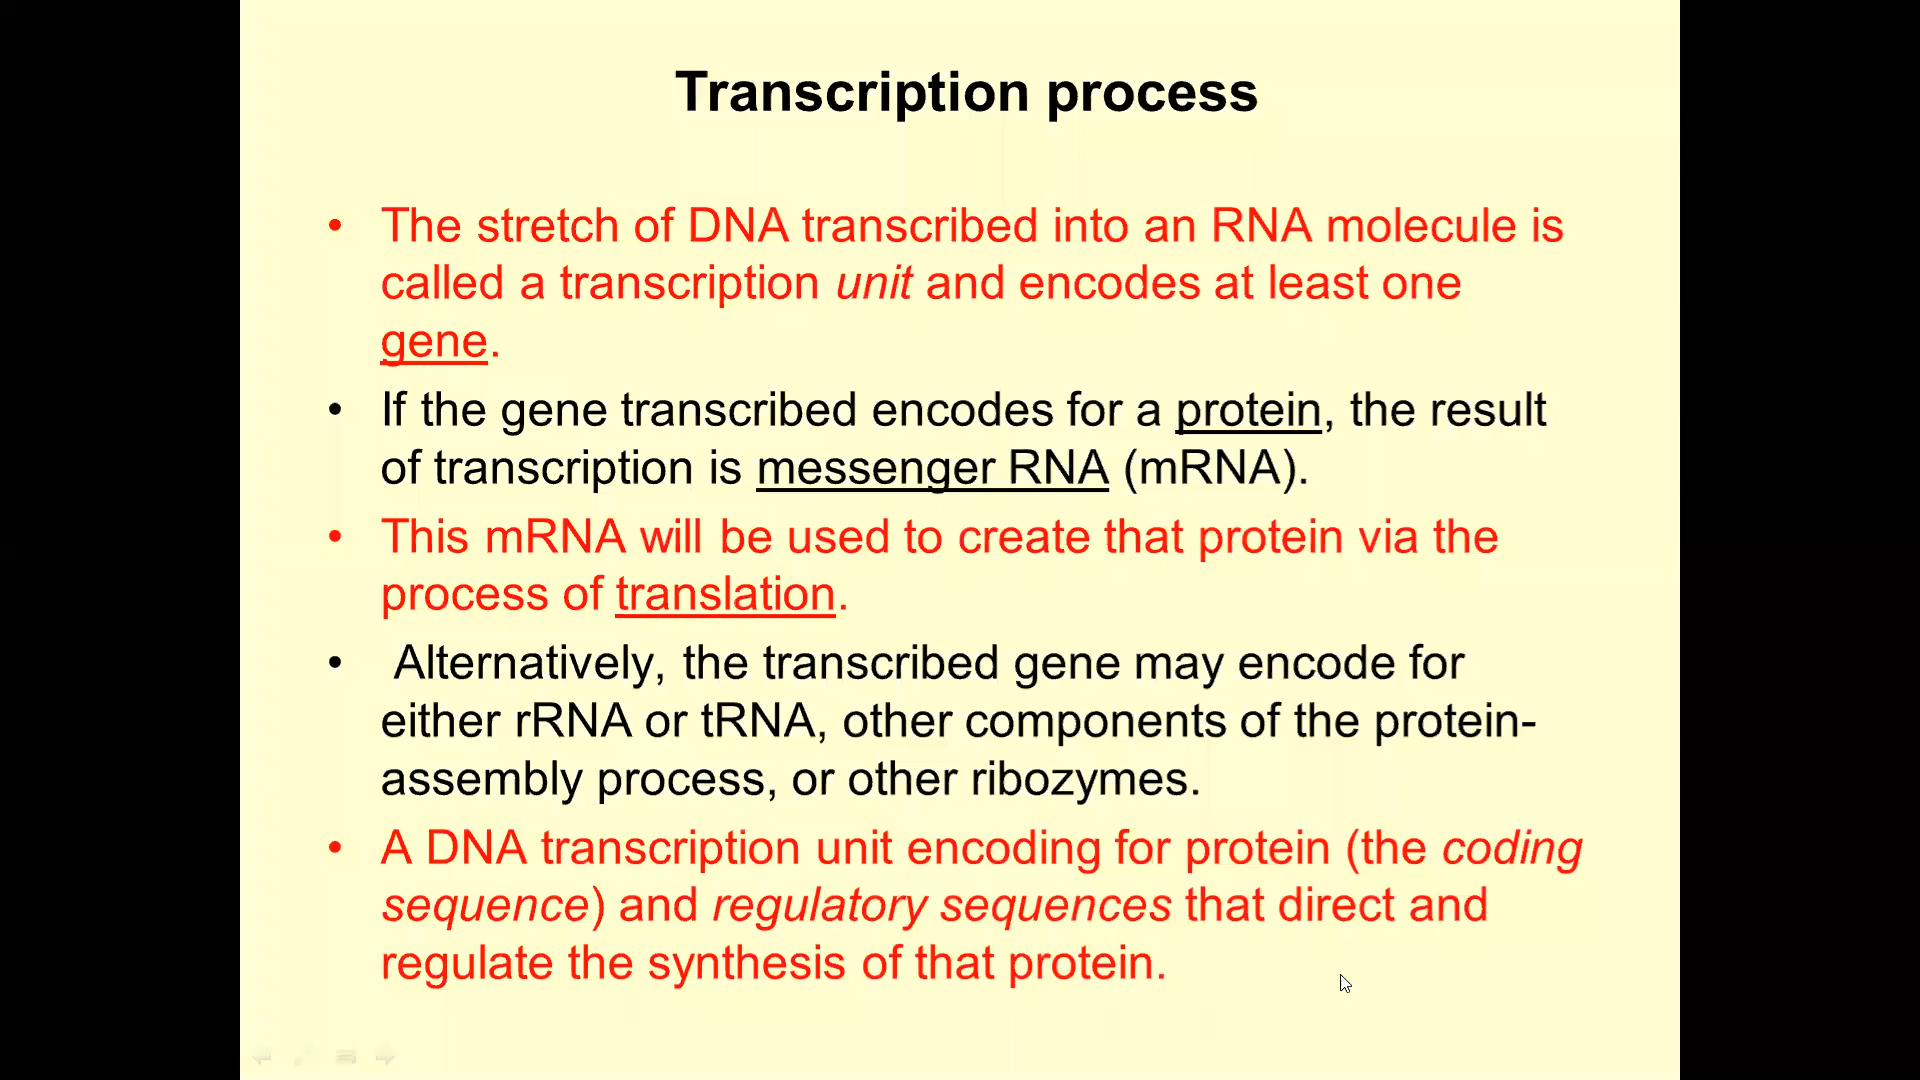 Transcription process
• The stretch of DNA transcribed into an RNA molecule is
called a transcription unit and encodes at least one
gene.
• If the gene transcribed encodes for a protein, the result
of transcription is messenger RNA (mRNA).
• This mRNA will be used to create that protein via the
process of translation.
• Alternatively, the transcribed gene may encode for
either rRNA or tRNA, other components of the protein-
assembly process, or other ribozymes.
• A DNA transcription unit encoding for protein (the coding
sequence) and regulatory sequences that direct and
regulate the synthesis of that protein.